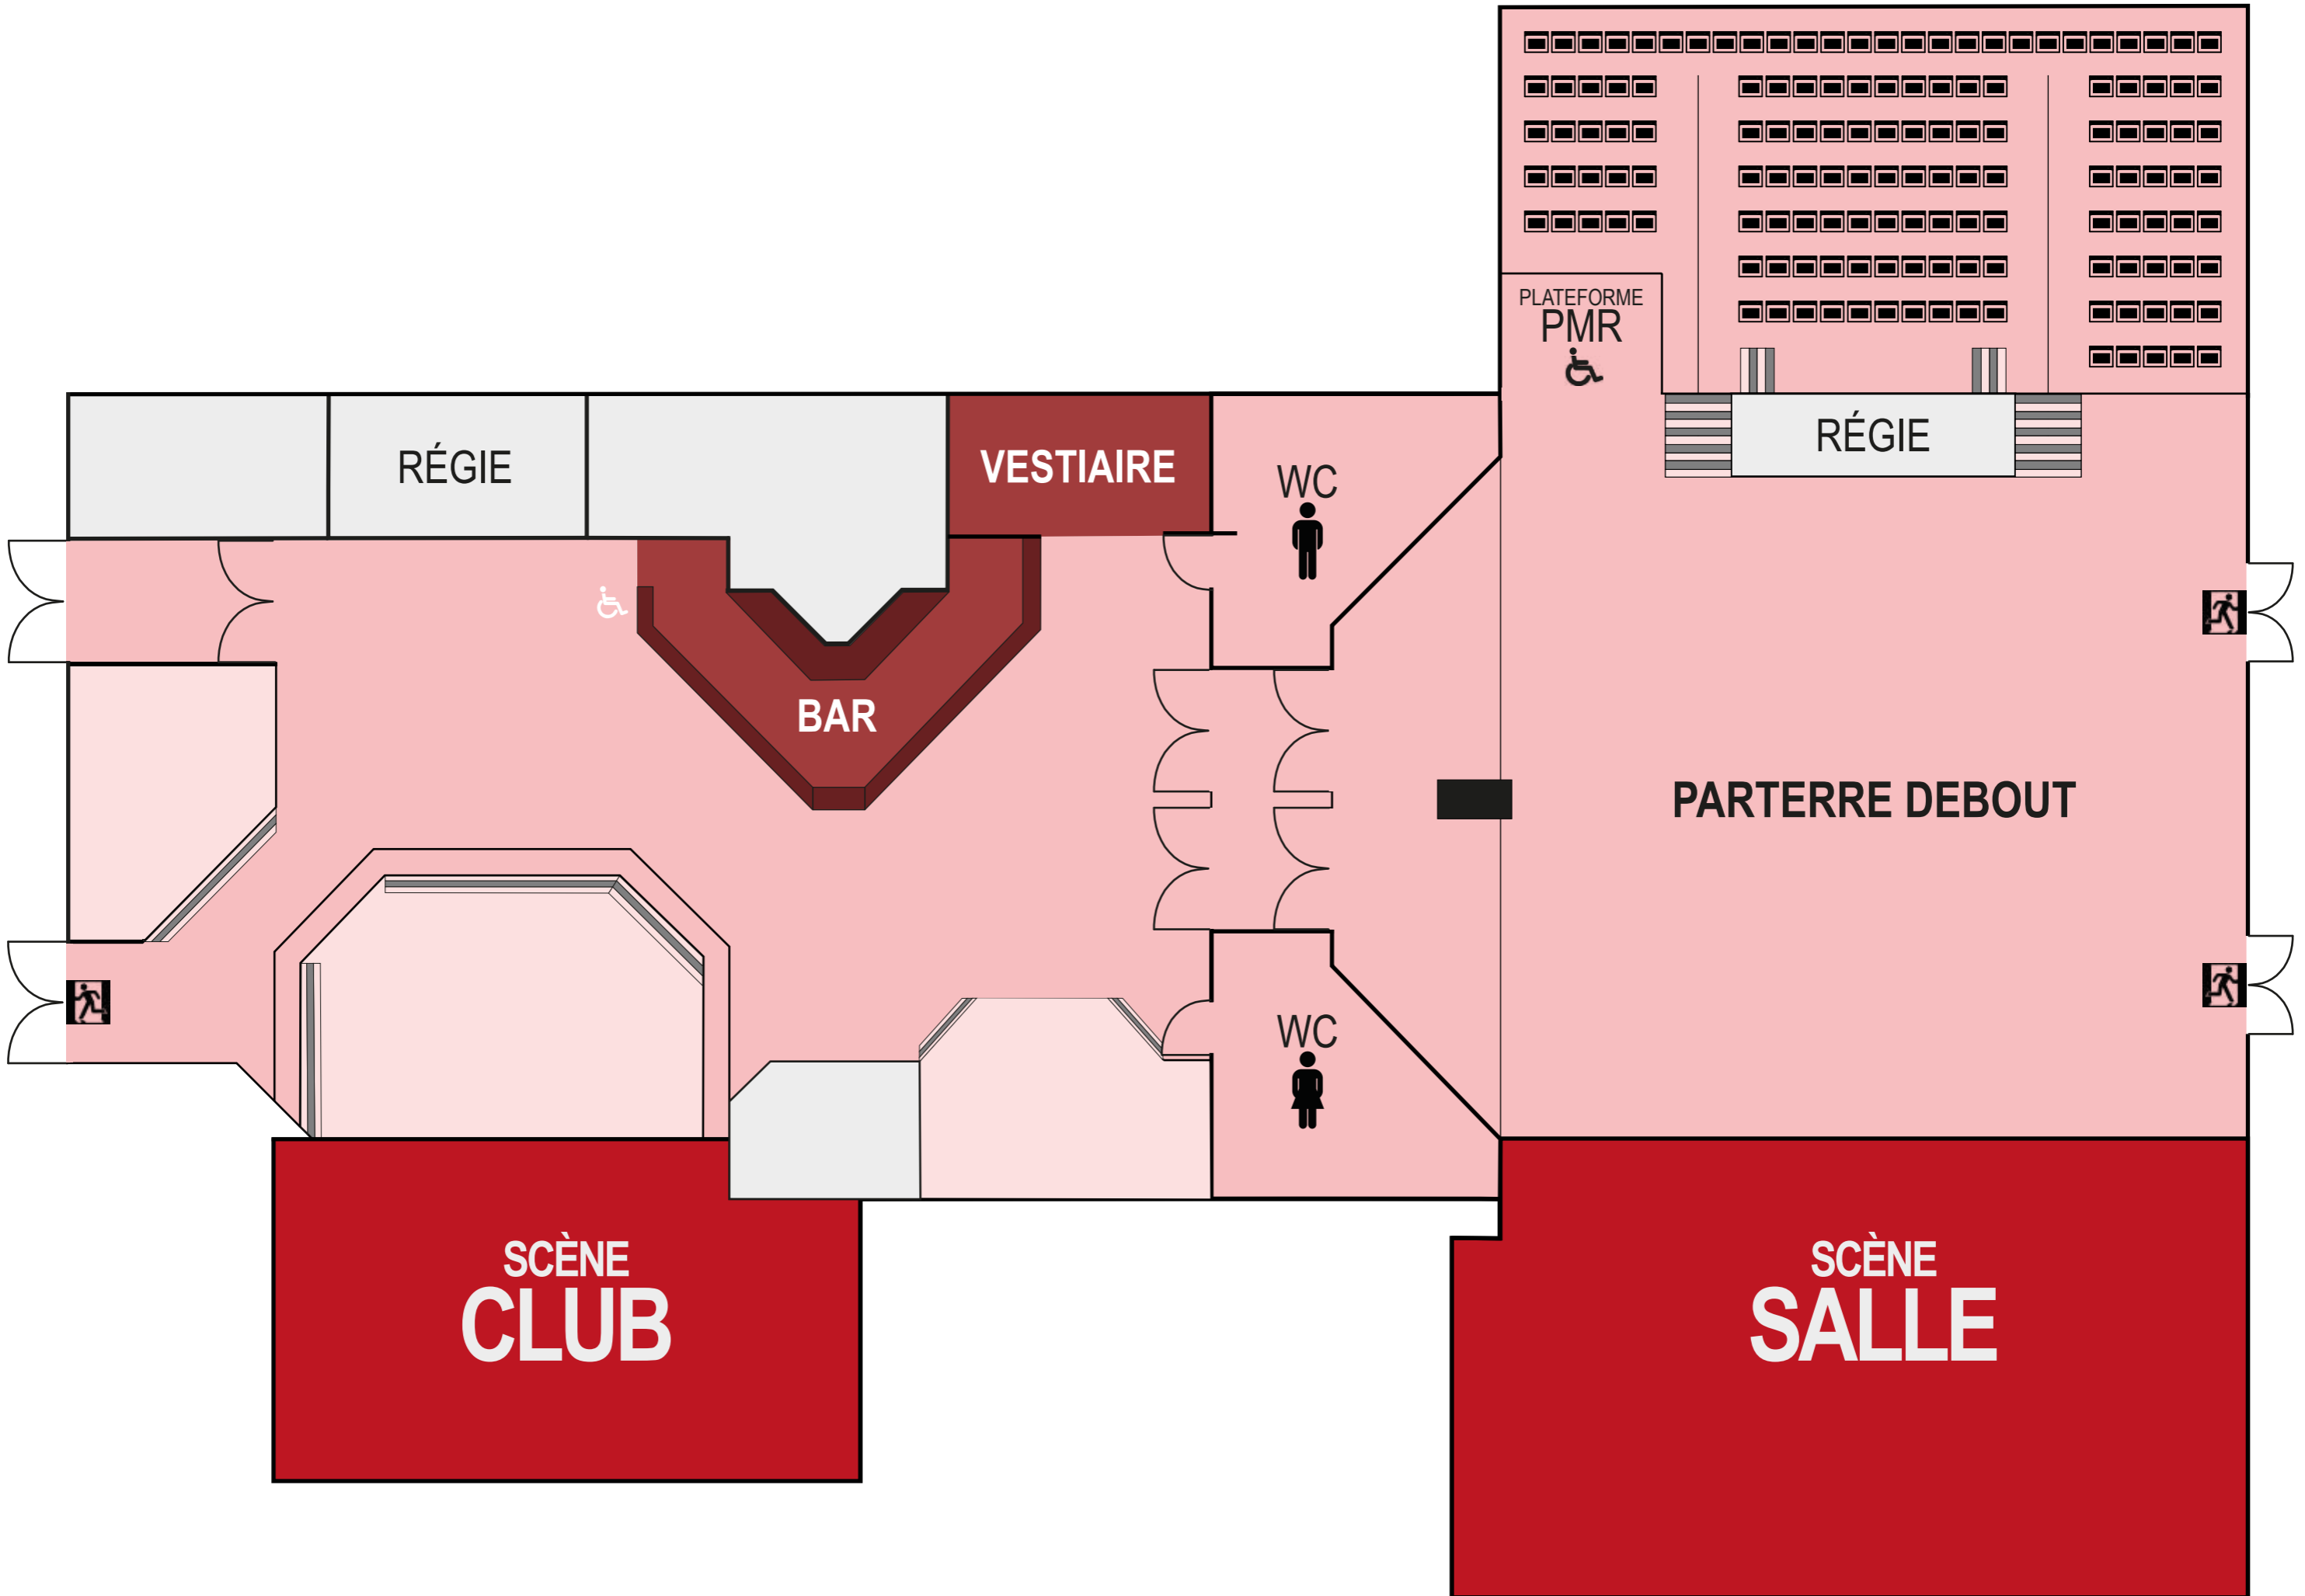 PLATEFORME
PMR
RÉGIE
RÉGIE
VESTIAIRE
WC
BAR
PARTERRE DEBOUT
WC
SCÈNE
CLUB
SCÈNE
SALLE